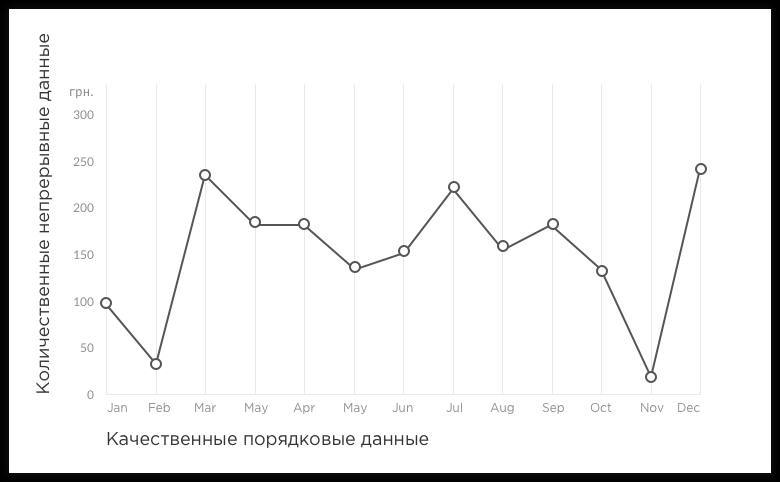 Количественные непрерывные данные
грн.
300
250
200
150
100
50
0
Jan Feb Mar May Apr May Jun Jul Aug Sep Oct Nov Dec
Качественные порядковые данные